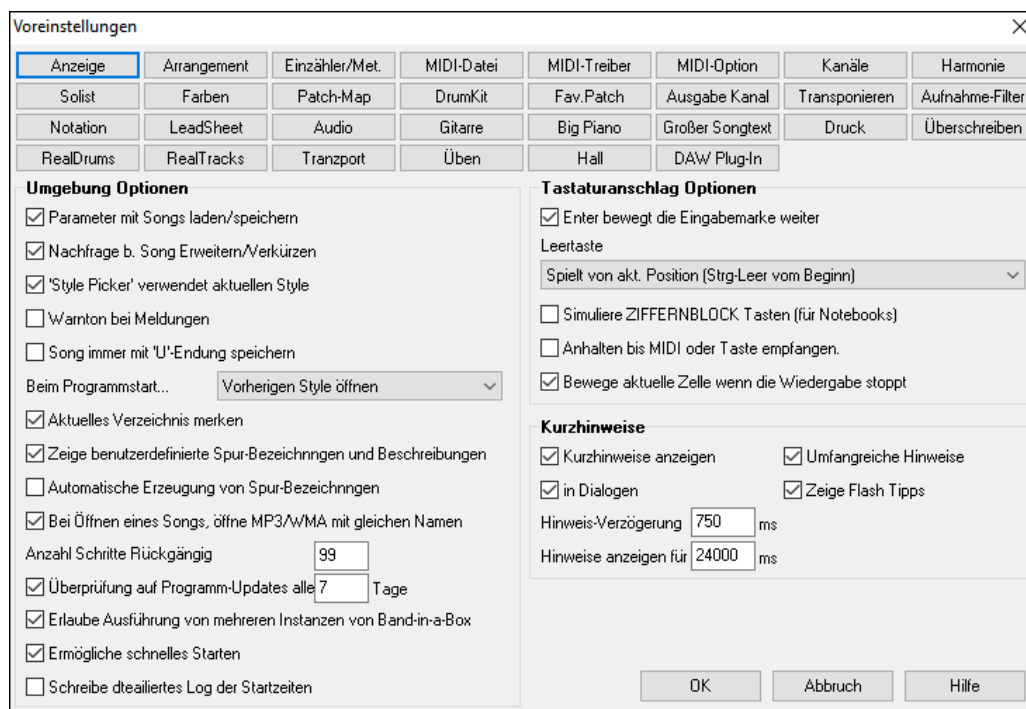 Voreinstellungen
Anzeige Arrangement Einzähler/Met. MIDI-Datei MIDI-Treiber MIDI-Option Kanäle Harmonie
Solist Farben Patch-Map DrumKit Fav.Patch Ausgabe Kanal Transponieren Aufnahme-Filter
Notation LeadSheet Audio Gitarre Big Piano Großer Songtext Druck Überschreiben
RealDrums RealTracks Tranzport Üben Hall DAW Plug-In
Umgebung Optionen
Parameter mit Songs laden/speichern
Nachfrage b. Song Erweitern/Verkürzen
'Style Picker' verwendet aktuellen Style
Warnton bei Meldungen
Song immer mit 'U'-Endung speichern
Beim Programmstart... Vorherigen Style öffnen
Aktuelles Verzeichnis merken
Zeige benutzerdefinierte Spur-Bezeichnngen und Beschreibungen
Automatische Erzeugung von Spur-Bezeichnngen
Bei Öffnen eines Songs, öffne MP3/WMA mit gleichen Namen
Anzahl Schritte Rückgängig 99
Überprüfung auf Programm-Updates alle 7 Tage
Erlaube Ausführung von mehreren Instanzen von Band-in-a-Box
Ermögliche schnelles Starten
Schreibe dteailiertes Log der Startzeiten
Tastaturanschlag Optionen
Enter bewegt die Eingabemarke weiter
Leertaste
Spielt von akt. Position (Strg-Leer vom Beginn)
Simuliere ZIFFERNBLOCK Tasten (für Notebooks)
Anhalten bis MIDI oder Taste empfangen.
Bewege aktuelle Zelle wenn die Wiedergabe stoppt
Kurzhinweise
Kurzhinweise anzeigen Umfangreiche Hinweise
in Dialogen Zeige Flash Tipps
Hinweis-Verzögerung 750 ms
Hinweise anzeigen für 24000 ms
OK Abbruch Hilfe